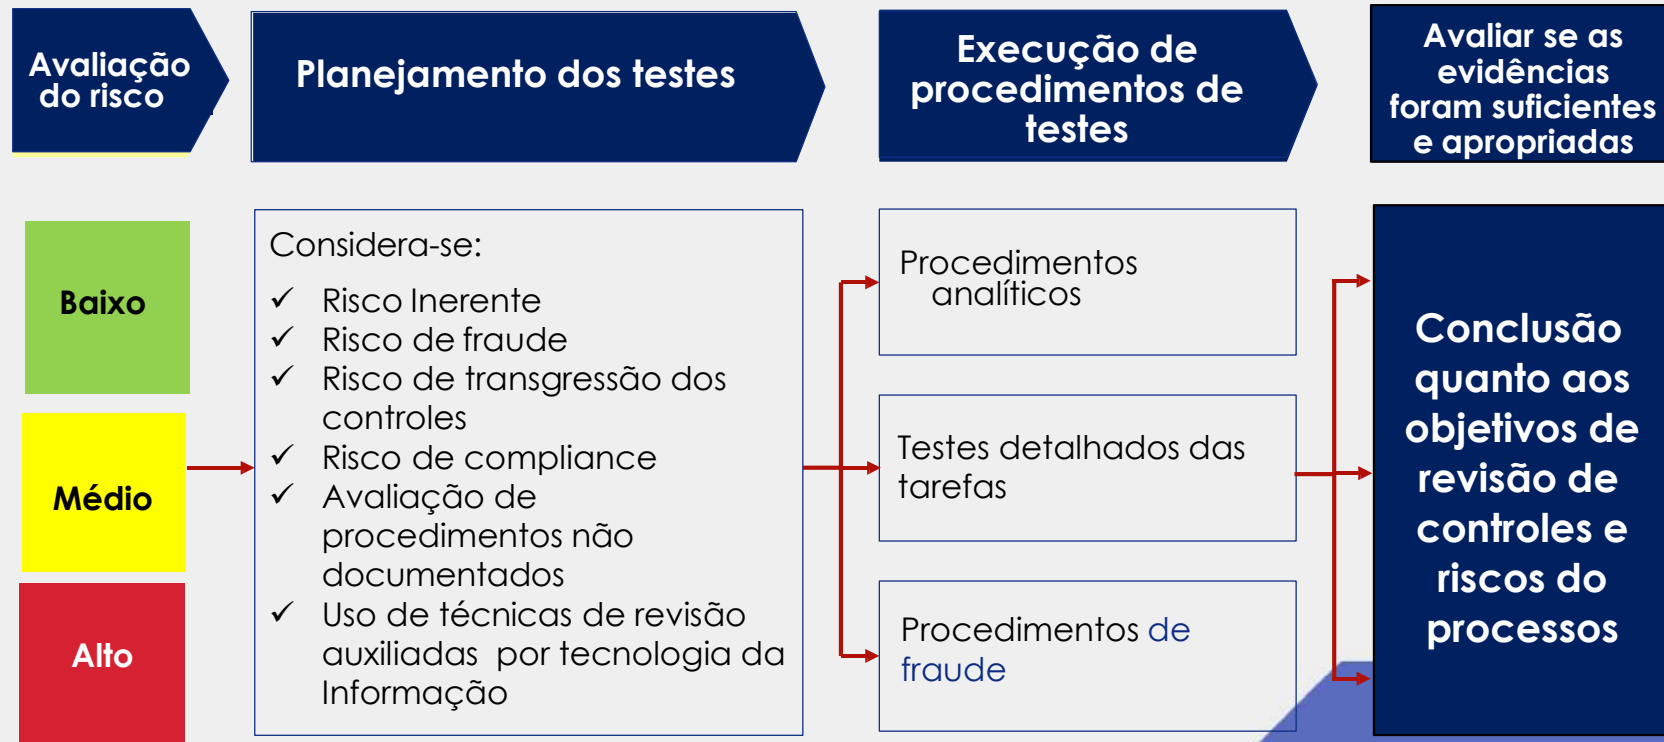 Avaliação
do risco
Planejamento dos testes
Execução de
procedimentos de
testes
Avaliar se as
evidências
foram suficientes
e apropriadas
Baixo
Médio
Alto
Considera-se:
✓ Risco Inerente
✓ Risco de fraude
✓ Risco de transgressão dos
controles
✓ Risco de compliance
✓ Avaliação de
procedimentos não
documentados
✓ Uso de técnicas de revisão
auxiliadas por tecnologia da
Informação
Procedimentos
analíticos
Testes detalhados das
tarefas
Procedimentos de
fraude
Conclusão
quanto aos
objetivos de
revisão de
controles e
riscos do
processos